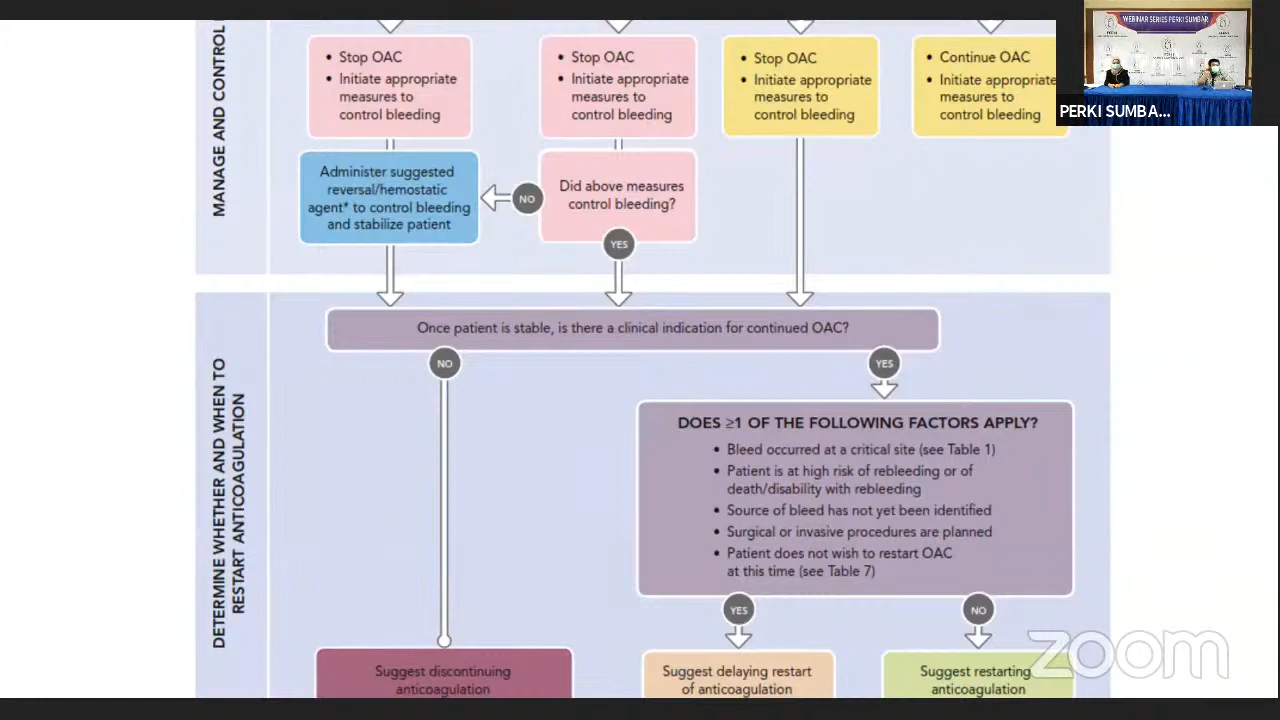 MANAGE AND CONTROL
• Stop OAC
• Initiate appropriate
measures to
control bleeding
• Stop OAC
• Initiate appropriate
measures to
control bleeding
• Stop OAC
• Initiate appropriate
measures to
control bleeding
• Continue OAC
• Initiate appropriate
measures to
control bleeding
WEBINAR SERIES PERKI SUMBAR
PERKI SUMBA...
Administer suggested
reversal/hemostatic
agent* to control bleeding
and stabilize patient
NO
Did above measures
control bleeding?
YES
DETERMINE WHETHER AND WHEN TO
RESTART ANTICOAGULATION
Once patient is stable, is there a clinical indication for continued OAC?
NO
YES
DOES ≥1 OF THE FOLLOWING FACTORS APPLY?
• Bleed occurred at a critical site (see Table 1)
• Patient is at high risk of rebleeding or of
death/disability with rebleeding
• Source of bleed has not yet been identified
• Surgical or invasive procedures are planned
• Patient does not wish to restart OAC
at this time (see Table 7)
YES
NO
Suggest discontinuing
anticoagulation
Suggest delaying restart
of anticoagulation
Suggest restarting
anticoagulation
zoom